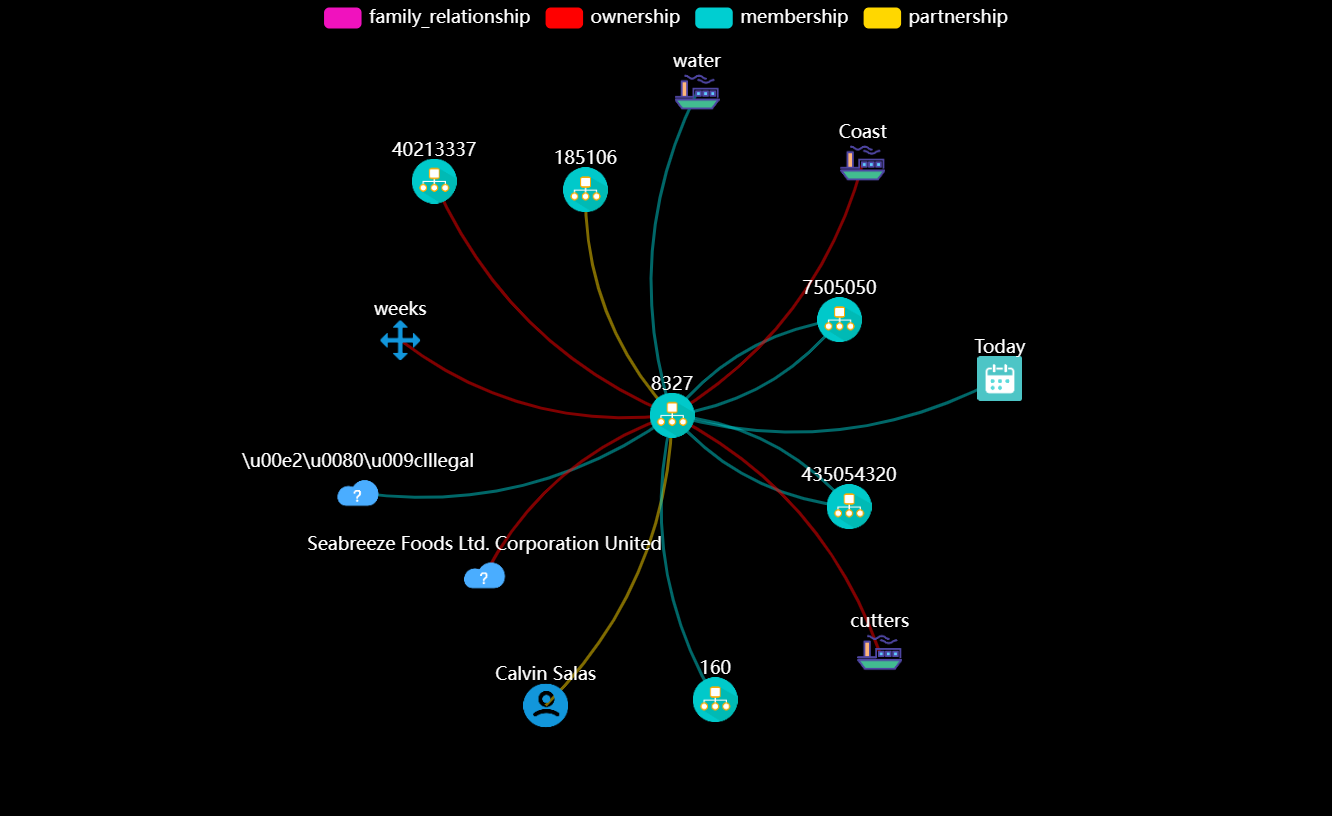 family_relationship
ownership
membership
partnership
water
Coast
40213337
185106
7505050
weeks
Today
8327
\u00e2\u0080\u009cIllegal
435054320
Seabreeze Foods Ltd. Corporation United
cutters
Calvin Salas
160
?
?